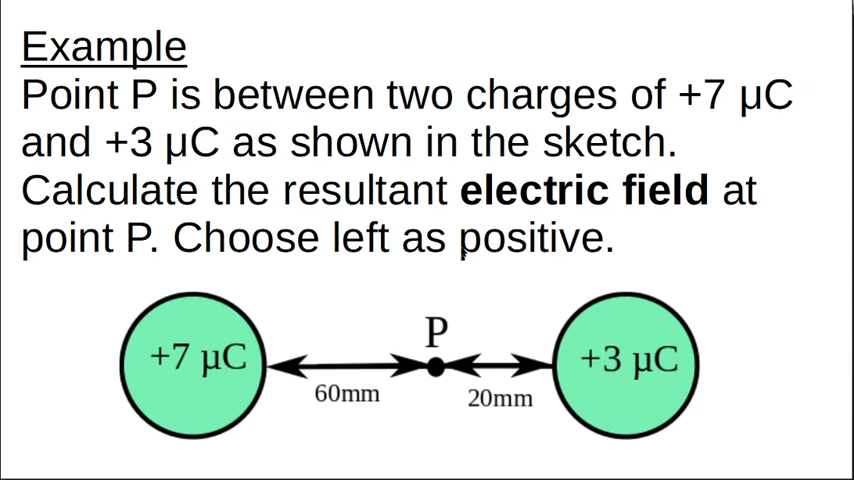 Example
Point P is between two charges of +7 μC
and +3 μC as shown in the sketch.
Calculate the resultant electric field at
point P. Choose left as positive.
P
+7 μC
+3 μC
60mm
20mm